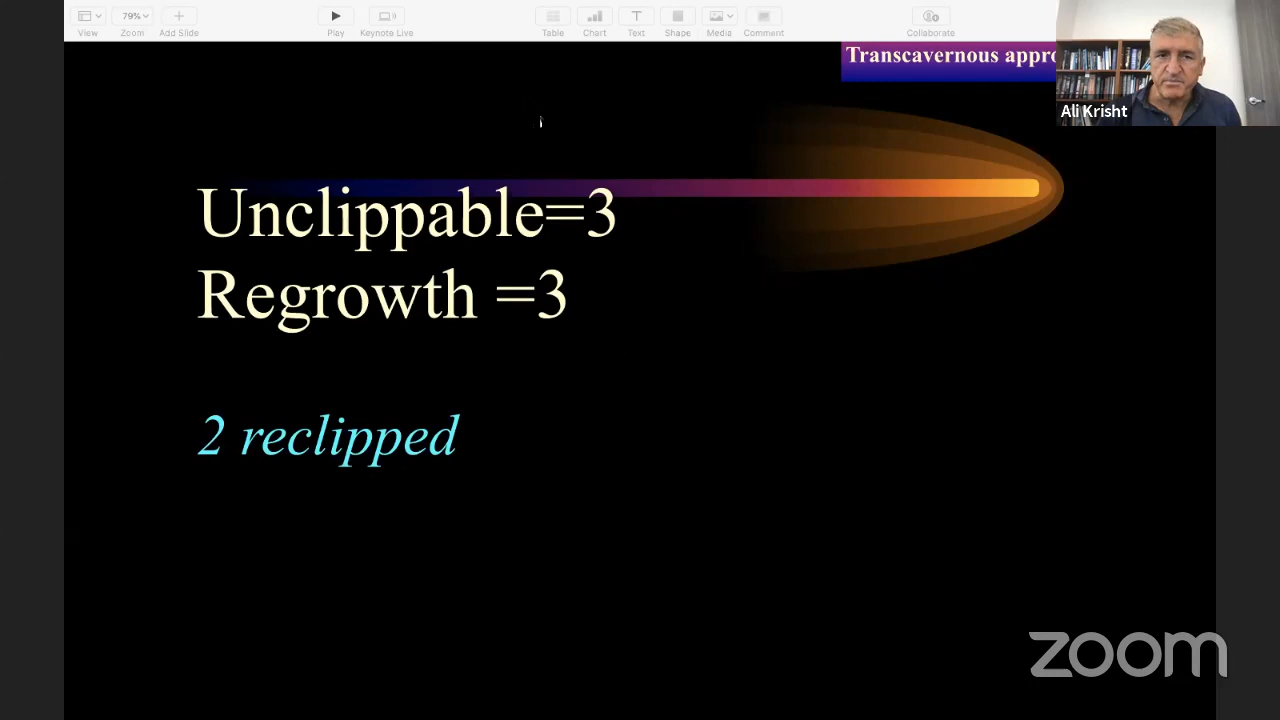 79%
View Zoom Add Slide Play Keynote Live Table Chart Text Shape Media Comment Collaborate
Transcavernous appro
Ali Krisht
Unclippable=3
Regrowth =3
2 reclipped
zoom